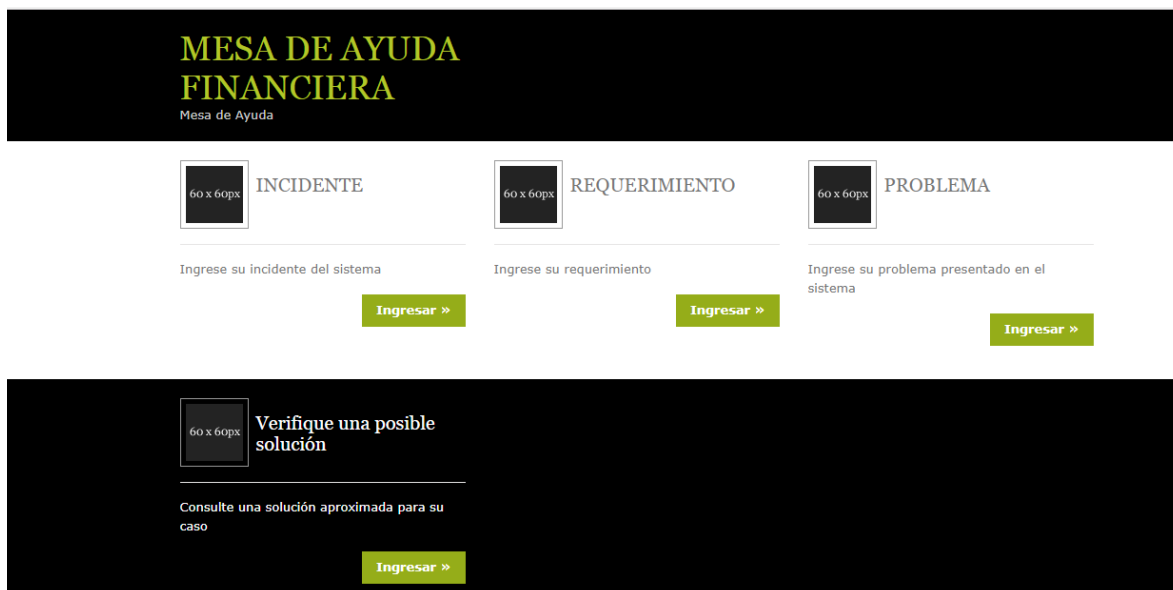 MESA DE AYUDA
FINANCIERA
Mesa de Ayuda
60 x 60px
INCIDENTE
Ingrese su incidente del sistema
Ingresar »
60 x 60px
REQUERIMIENTO
Ingrese su requerimiento
Ingresar »
60 x 60px
PROBLEMA
Ingrese su problema presentado en el
sistema
Ingresar »
60 x 60px
Verifique una posible
solución
Consulte una solución aproximada para su
caso
Ingresar »